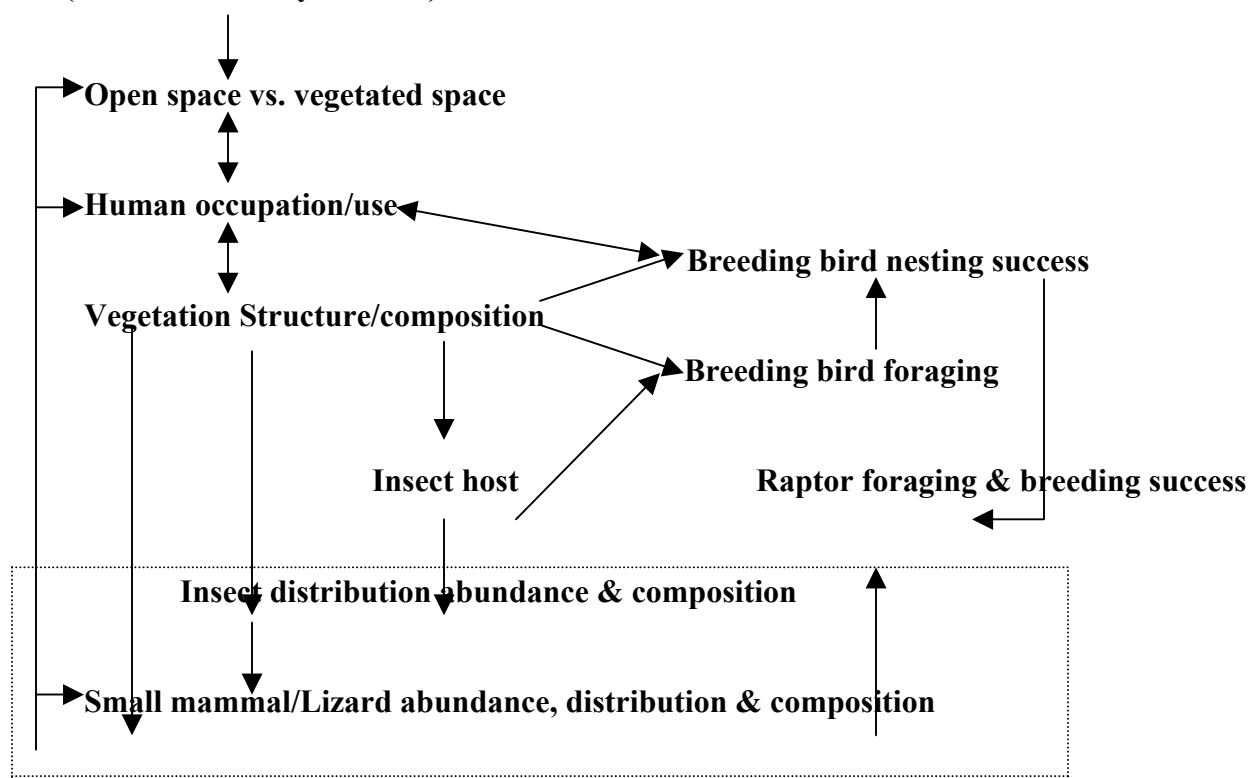 Open space vs. vegetated space
Human occupation/use
Breeding bird nesting success
Vegetation Structure/composition
Breeding bird foraging
Insect host
Raptor foraging & breeding success
Insect distribution abundance & composition
Small mammal/Lizard abundance, distribution & composition